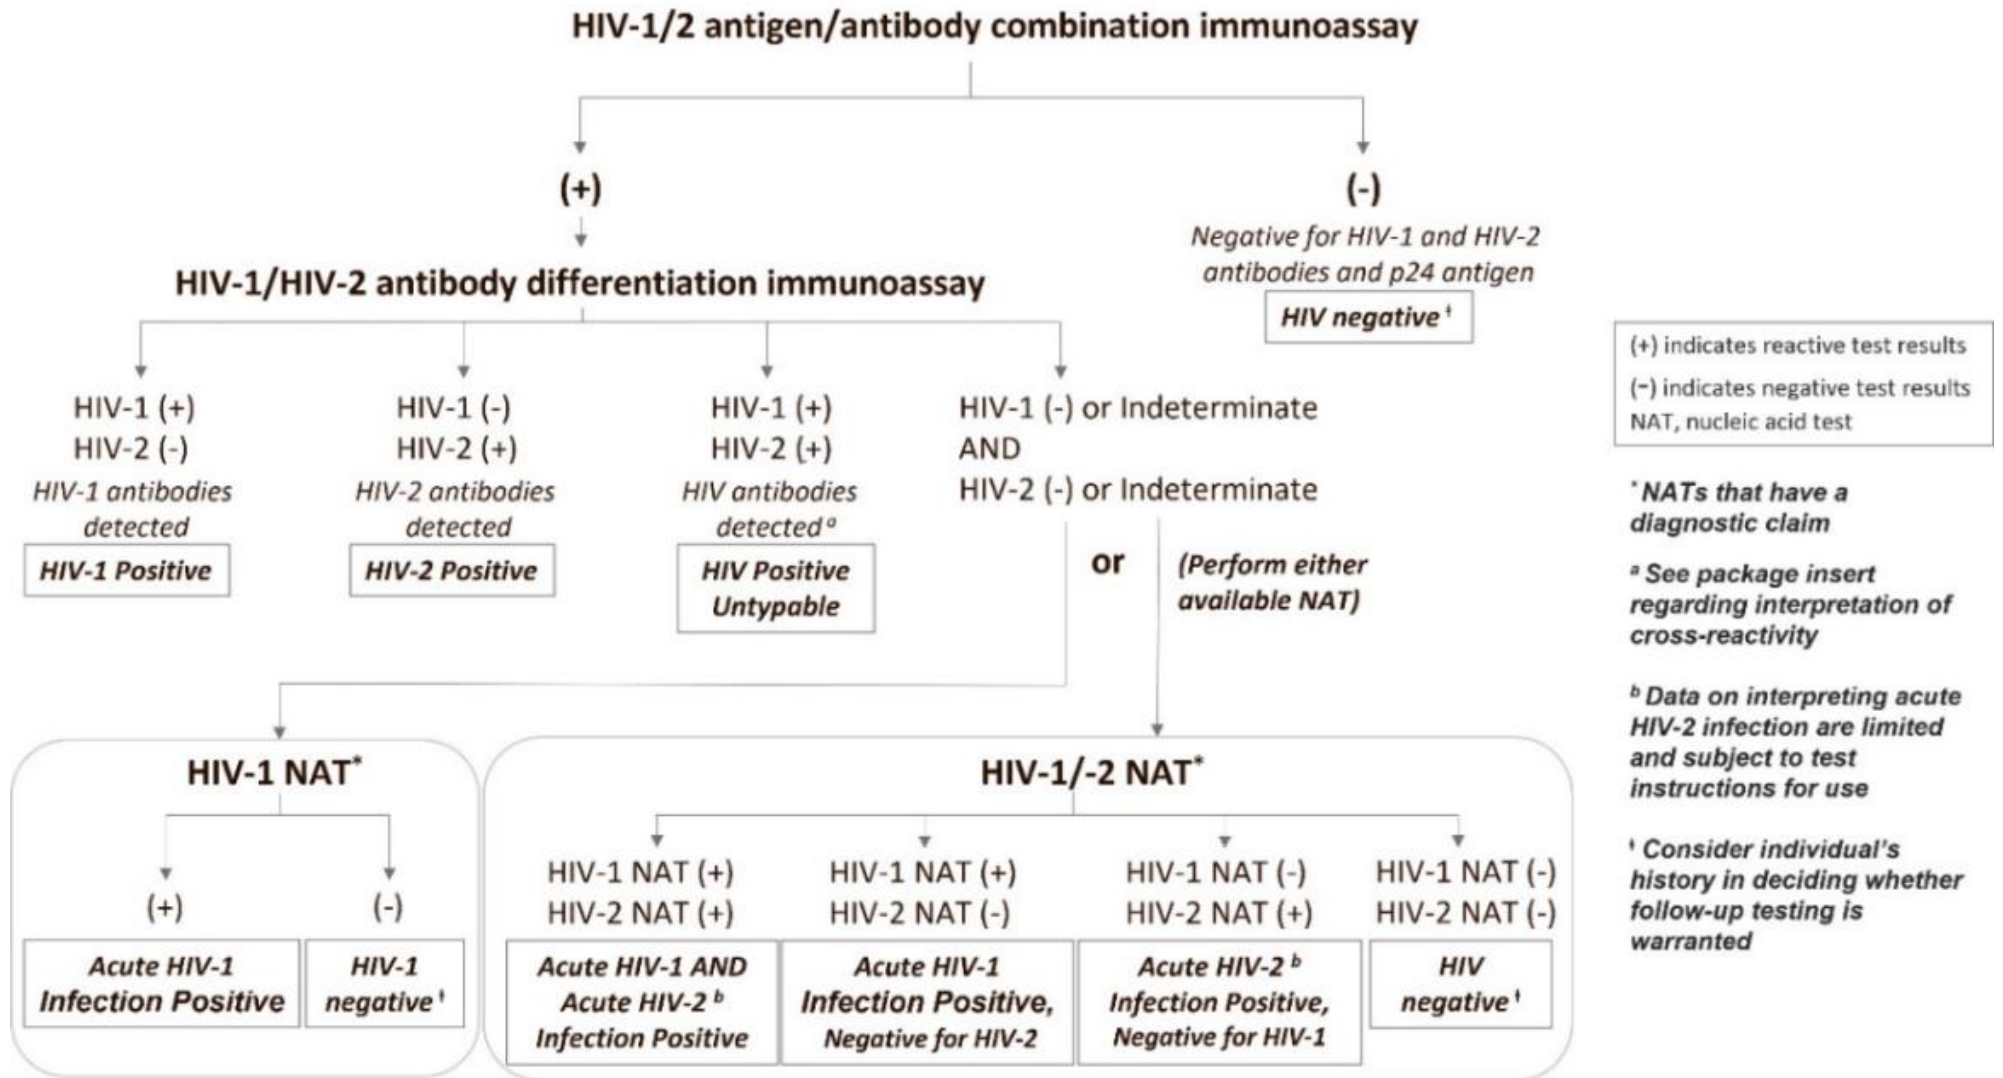 HIV-1/2 antigen/antibody combination immunoassay
(+)
(-)
Negative for HIV-1 and HIV-2
antibodies and p24 antigen
HIV negative ƚ
HIV-1/HIV-2 antibody differentiation immunoassay
HIV-1 (+)
HIV-2 (-)
HIV-1 antibodies
detected
HIV-1 Positive
HIV-1 (-)
HIV-2 (+)
HIV-2 antibodies
detected
HIV-2 Positive
HIV-1 (+)
HIV-2 (+)
HIV antibodies
detected a
HIV Positive
Untypable
HIV-1 (-) or Indeterminate
AND
HIV-2 (-) or Indeterminate
or
(Perform either
available NAT)
HIV-1 NAT*
(+)
Acute HIV-1
Infection Positive
(-)
HIV-1
negative ƚ
HIV-1/-2 NAT*
HIV-1 NAT (+)
HIV-2 NAT (+)
Acute HIV-1 AND
Acute HIV-2 b
Infection Positive
HIV-1 NAT (+)
HIV-2 NAT (-)
Acute HIV-1
Infection Positive,
Negative for HIV-2
HIV-1 NAT (-)
HIV-2 NAT (+)
Acute HIV-2 b
Infection Positive,
Negative for HIV-1
HIV-1 NAT (-)
HIV-2 NAT (-)
HIV
negative ƚ
(+) indicates reactive test results
(-) indicates negative test results
NAT, nucleic acid test
* NATs that have a
diagnostic claim
a See package insert
regarding interpretation of
cross-reactivity
b Data on interpreting acute
HIV-2 infection are limited
and subject to test
instructions for use
ƚ Consider individual's
history in deciding whether
follow-up testing is
warranted